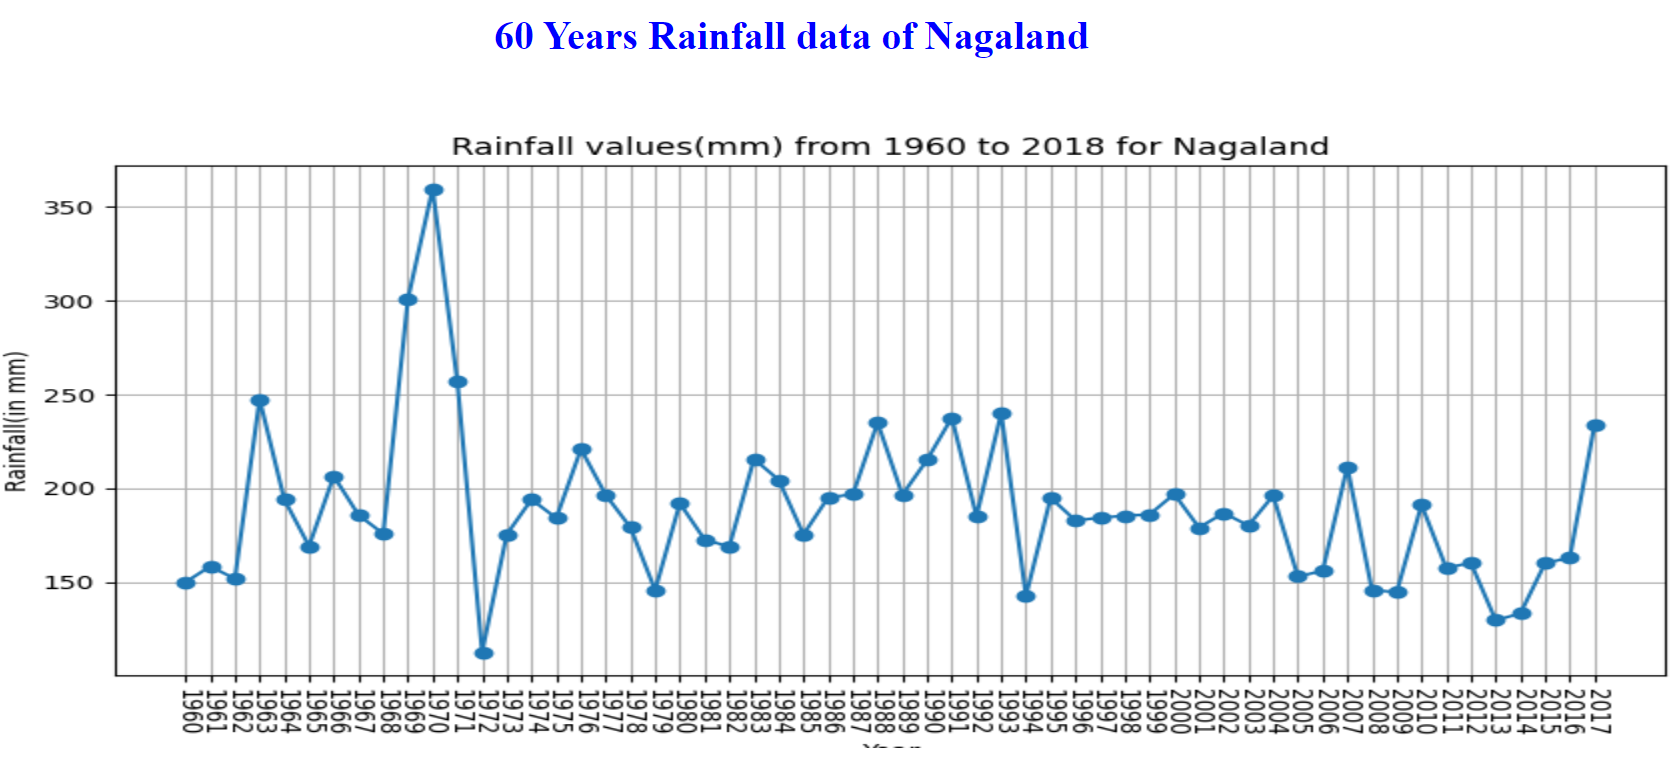 60 Years Rainfall data of Nagaland
Rainfall values(mm) from 1960 to 2018 for Nagaland
350
300
250
200
150
Rainfall(in mm)
1960 1961 1962 1963 1964 1965 1966 1967 1968 1969 1970 1971 1972 1973 1974 1975 1976 1977 1978 1979 1980 1981 1982 1983 1984 1985 1986 1987 1988 1989 1990 1991 1992 1993 1994 1995 1996 1997 1998 1999 2000 2001 2002 2003 2004 2005 2006 2007 2008 2009 2010 2011 2012 2013 2014 2015 2016 2017